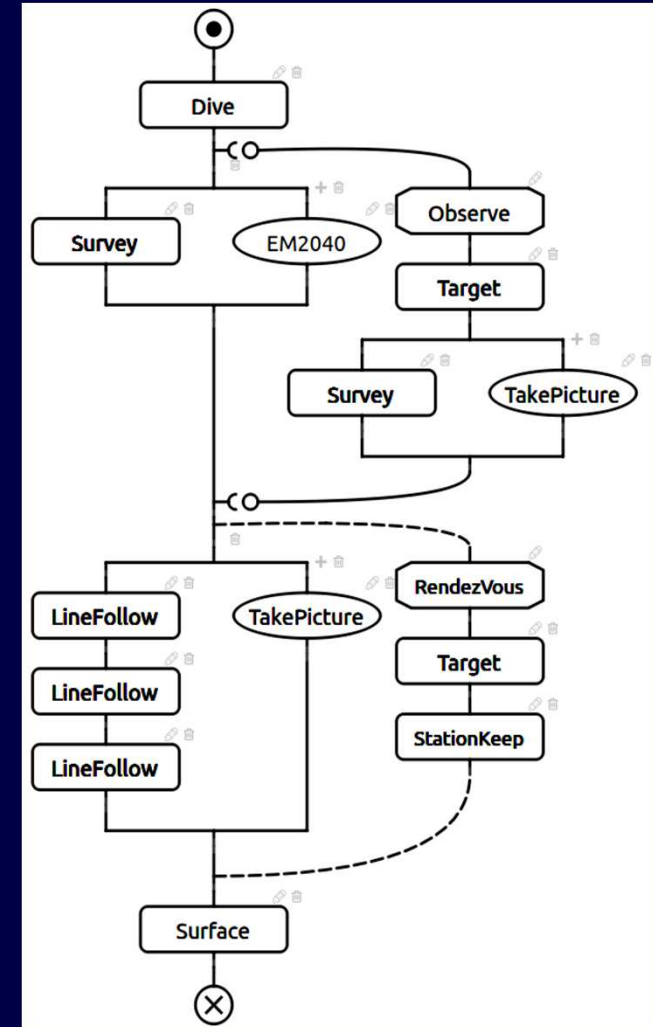 Dive
Survey
EM2040
Observe
Target
Survey
TakePicture
LineFollow
TakePicture
RendezVous
LineFollow
Target
LineFollow
StationKeep
Surface